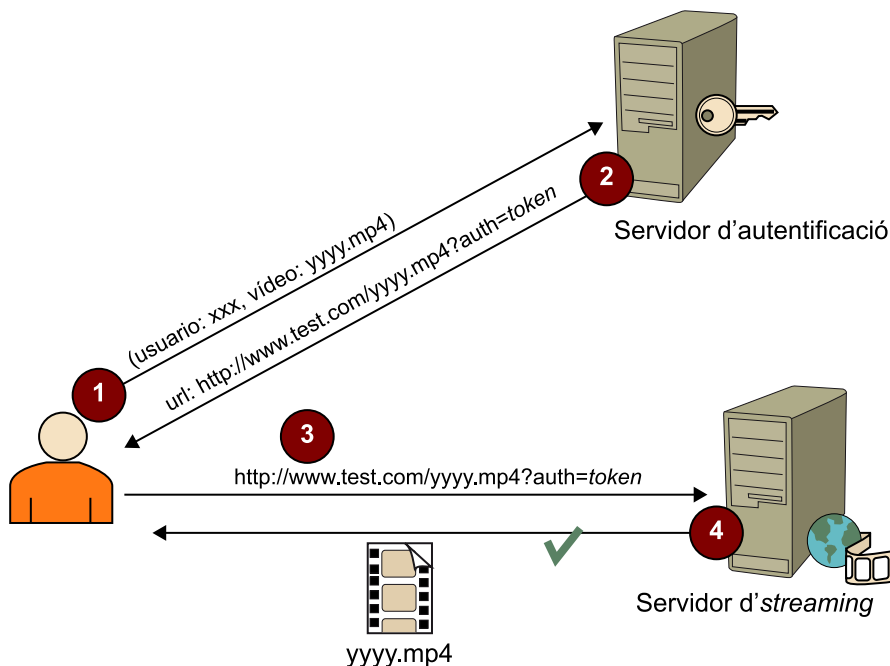 2
Servidor d'autentificació
(usuario: xxx, vídeo: yyyy.mp4)
url: http://www.test.com/yyyy.mp4?auth=token
1
3
http://www.test.com/yyyy.mp4?auth=token
4
Servidor d'streaming
yyyy.mp4